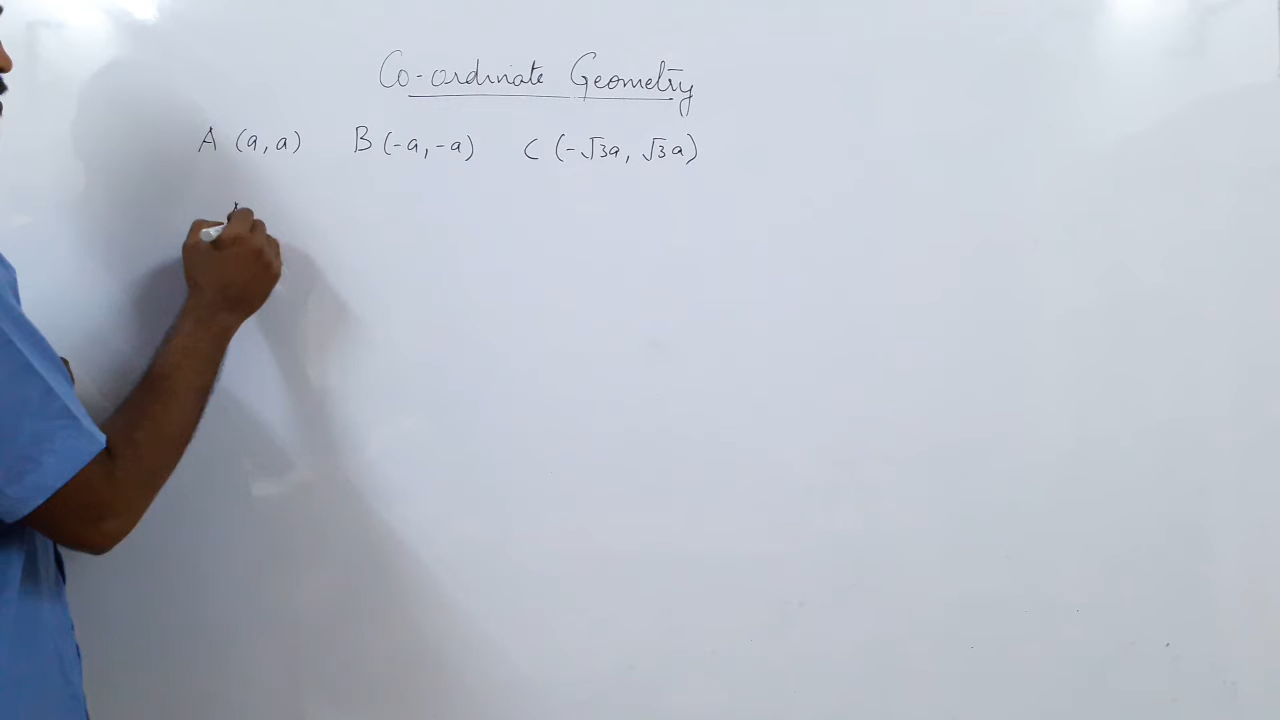 Co-ordinate Geometry
A (a, a) B (-a, -a) C (-√3a, √3a)